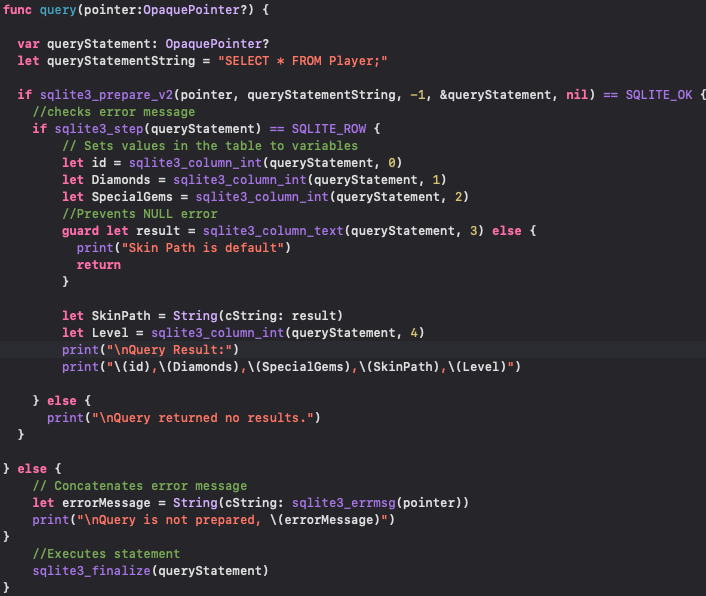 func query(pointer:OpaquePointer?) {
var queryStatement: OpaquePointer?
let queryStatementString = "SELECT * FROM Player;"
if sqlite3_prepare_v2(pointer, queryStatementString, -1, &queryStatement, nil) == SQLITE_OK {
//checks error message
if sqlite3_step(queryStatement) == SQLITE_ROW {
// Sets values in the table to variables
let id = sqlite3_column_int(queryStatement, 0)
let Diamonds = sqlite3_column_int(queryStatement, 1)
let SpecialGems = sqlite3_column_int(queryStatement, 2)
//Prevents NULL error
guard let result = sqlite3_column_text(queryStatement, 3) else {
print("Skin Path is default")
return
}
let SkinPath = String(cString: result)
let Level = sqlite3_column_int(queryStatement, 4)
print("\nQuery Result:")
print("\(id),\(Diamonds),\(SpecialGems),\(SkinPath),\(Level)")
} else {
print("\nQuery returned no results.")
}
} else {
// Concatenates error message
let errorMessage = String(cString: sqlite3_errmsg(pointer))
print("\nQuery is not prepared, \(errorMessage)")
}
//Executes statement
sqlite3_finalize(queryStatement)
}